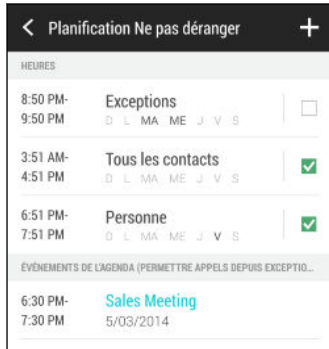 Planification Ne pas déranger
HEURES
8:50 PM-
9:50 PM
Exceptions
D L MA ME J V S
3:51 AM-
4:51 PM
Tous les contacts
D L MA ME J V S
6:51 PM-
7:51 PM
Personne
D L MA ME J V S
ÉVÉNEMENTS DE L'AGENDA (PERMETTRE APPELS DEPUIS EXCEPTIO...
6:30 PM-
7:30 PM
Sales Meeting
5/03/2014